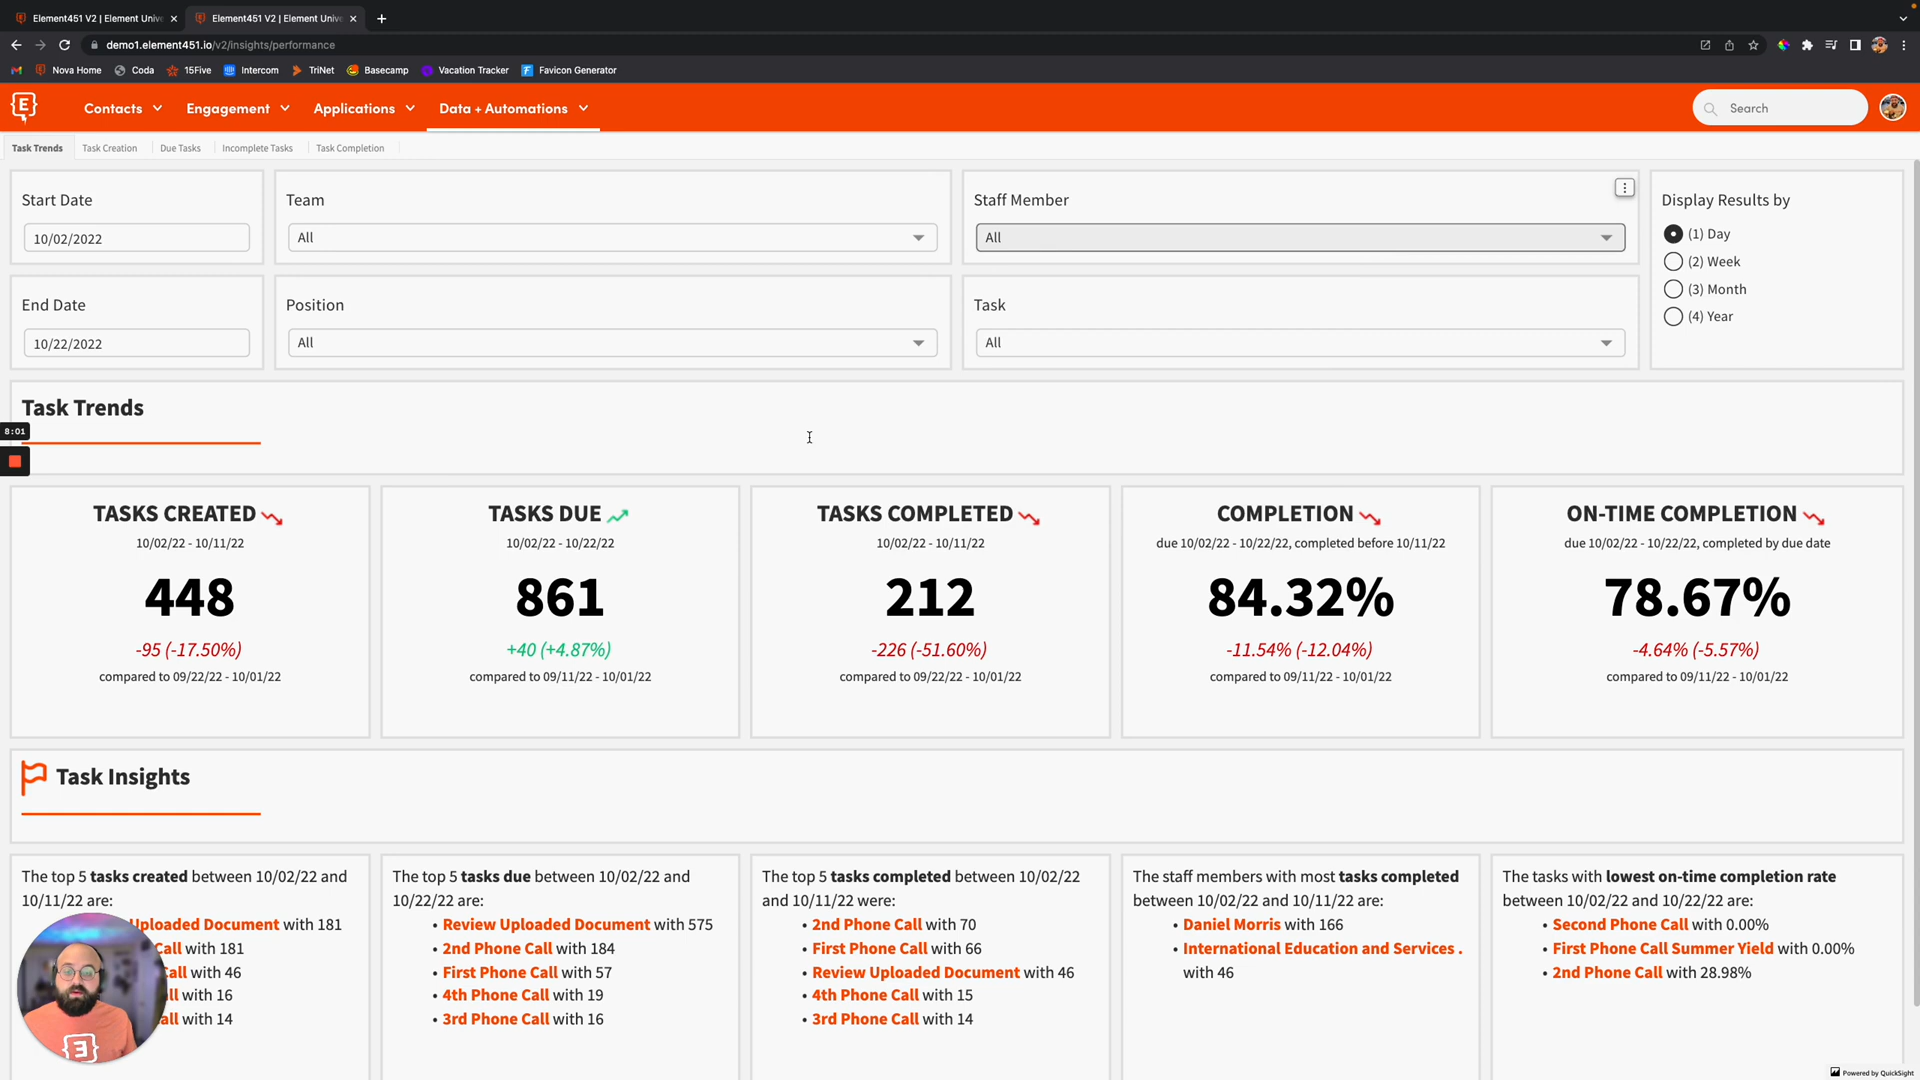 Element451 V2 | Element Unive
Element451 V2 | Element Unive
demo1.element451.io/v2/insights/performance
Nova Home
Coda
15Five
Intercom
TriNet
Basecamp
Vacation Tracker
Favicon Generator
E
Contacts
Engagement
Applications
Data + Automations
Search
Task Trends
Task Creation
Due Tasks
Incomplete Tasks
Task Completion
Start Date
10/02/2022
Team
All
Staff Member
All
Display Results by
(1) Day
(2) Week
(3) Month
(4) Year
End Date
10/22/2022
Position
All
Task
All
Task Trends
8:01
TASKS CREATED
10/02/22 - 10/11/22
448
-95 (-17.50%)
compared to 09/22/22 - 10/01/22
TASKS DUE
10/02/22 - 10/22/22
861
+40 (+4.87%)
compared to 09/11/22 - 10/01/22
TASKS COMPLETED
10/02/22 - 10/11/22
212
-226 (-51.60%)
compared to 09/22/22 - 10/01/22
COMPLETION
due 10/02/22 - 10/22/22, completed before 10/11/22
84.32%
-11.54% (-12.04%)
compared to 09/11/22 - 10/01/22
ON-TIME COMPLETION
due 10/02/22 - 10/22/22, completed by due date
78.67%
-4.64% (-5.57%)
compared to 09/11/22 - 10/01/22
Task Insights
The top 5 tasks created between 10/02/22 and
10/11/22 are:
Uploaded Document with 181
Call with 181
all with 46
ll with 16
all with 14
The top 5 tasks due between 10/02/22 and
10/22/22 are:
• Review Uploaded Document with 575
• 2nd Phone Call with 184
• First Phone Call with 57
• 4th Phone Call with 19
• 3rd Phone Call with 16
The top 5 tasks completed between 10/02/22
and 10/11/22 were:
• 2nd Phone Call with 70
• First Phone Call with 66
• Review Uploaded Document with 46
• 4th Phone Call with 15
• 3rd Phone Call with 14
The staff members with most tasks completed
between 10/02/22 and 10/11/22 are:
• Daniel Morris with 166
• International Education and Services .
with 46
The tasks with lowest on-time completion rate
between 10/02/22 and 10/22/22 are:
• Second Phone Call with 0.00%
• First Phone Call Summer Yield with 0.00%
• 2nd Phone Call with 28.98%
Powered by QuickSight